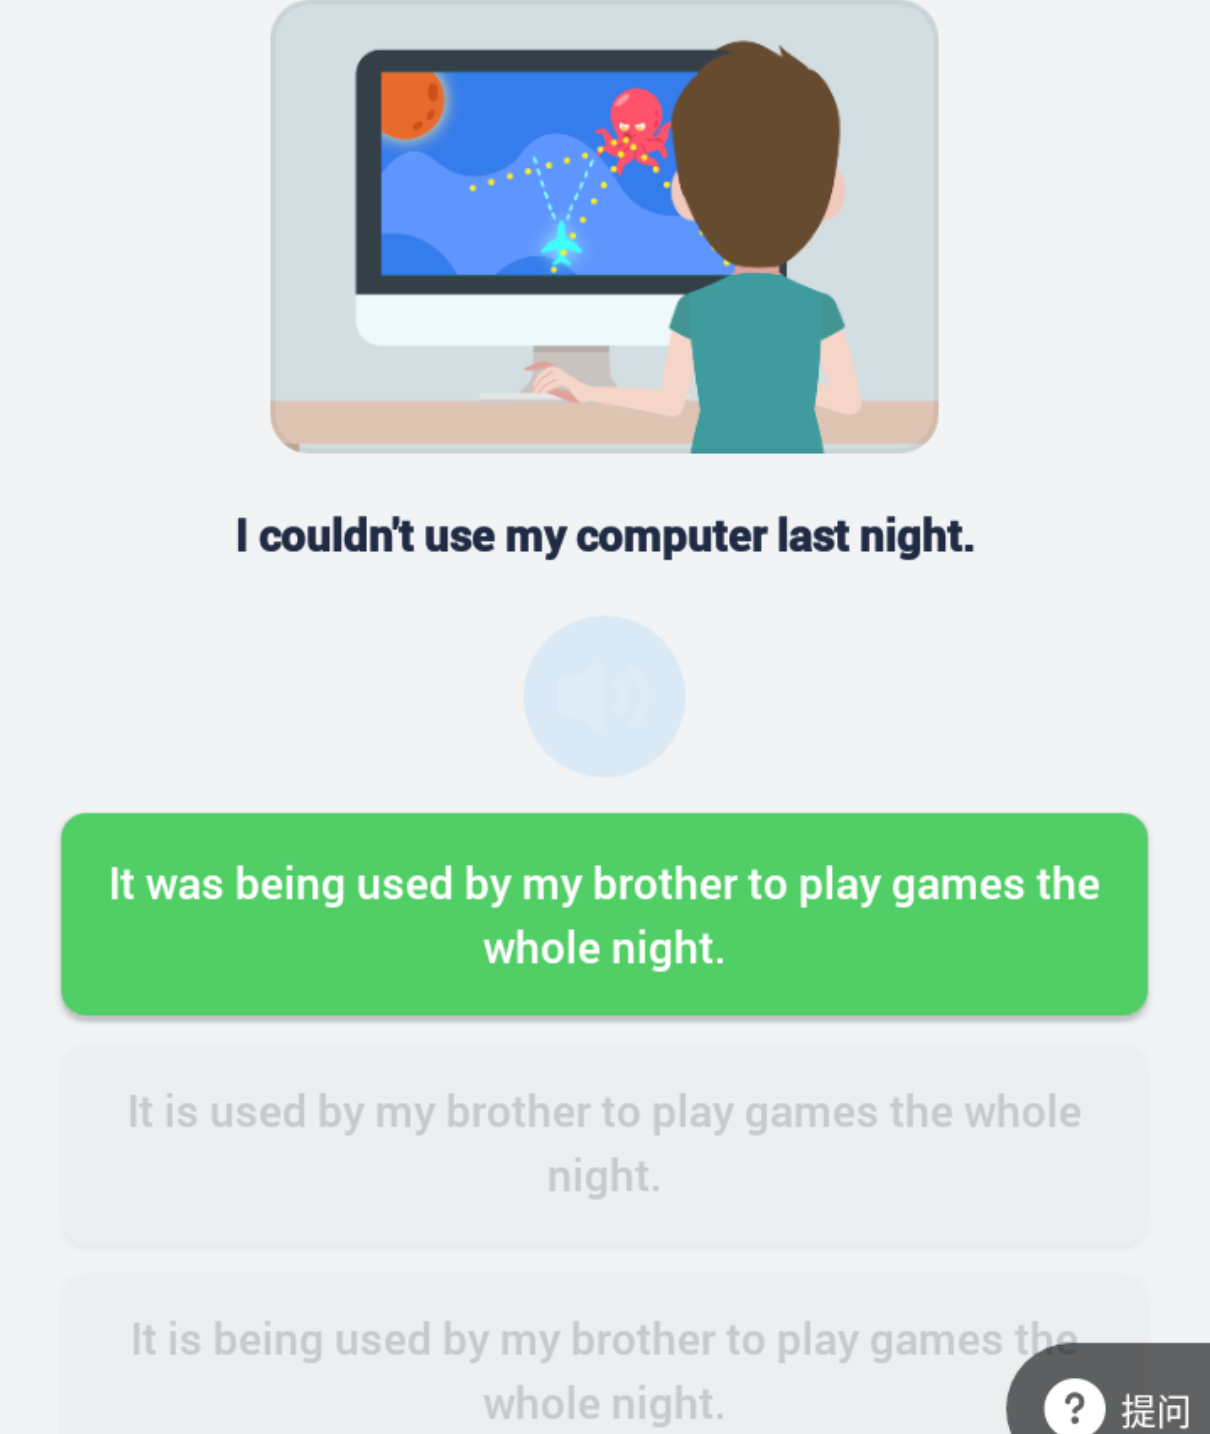 I couldn't use my computer last night.
It was being used by my brother to play games the
whole night.
It is used by my brother to play games the whole
night.
It is being used by my brother to play games the
whole night.
提问